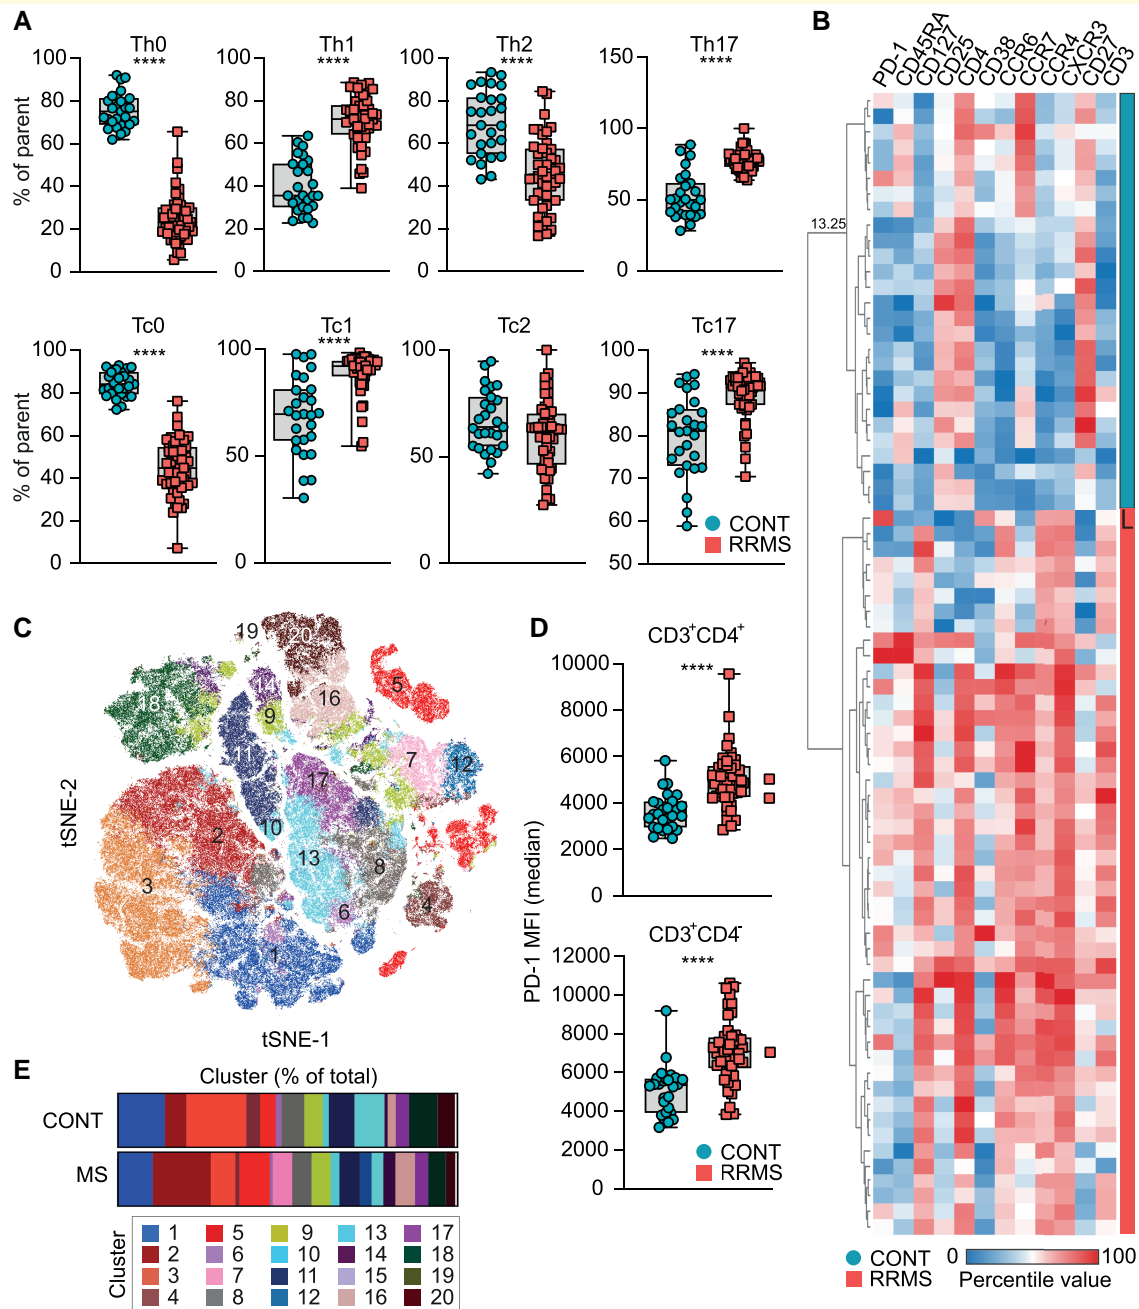 A
Th0
Th1
Th2
Th17
****
****
****
****
% of parent
100
80
60
40
20
0
100
80
60
40
20
0
100
80
60
40
20
0
150
100
50
0
Tc0
Tc1
Tc2
Tc17
****
****
****
% of parent
100
80
60
40
20
0
100
50
0
100
50
0
100
90
80
70
60
50
CONT
RRMS
B
PD-1
CD45RA
CD127
CD25
CD4
CD38
CCR6
CCR7
CCR4
CXCR3
CD27
CD3
13.25
L
CONT
RRMS
0
100
Percentile value
C
tSNE-2
tSNE-1
19
20
14
16
5
18
9
11
17
7
12
10
2
13
8
3
6
4
1
D
CD3+CD4+
****
10000
8000
6000
4000
2000
0
PD-1 MFI (median)
CD3+CD4-
****
12000
10000
8000
6000
4000
2000
0
CONT
RRMS
E
Cluster (% of total)
CONT
MS
Cluster
1 5 9 13 17
2 6 10 14 18
3 7 11 15 19
4 8 12 16 20